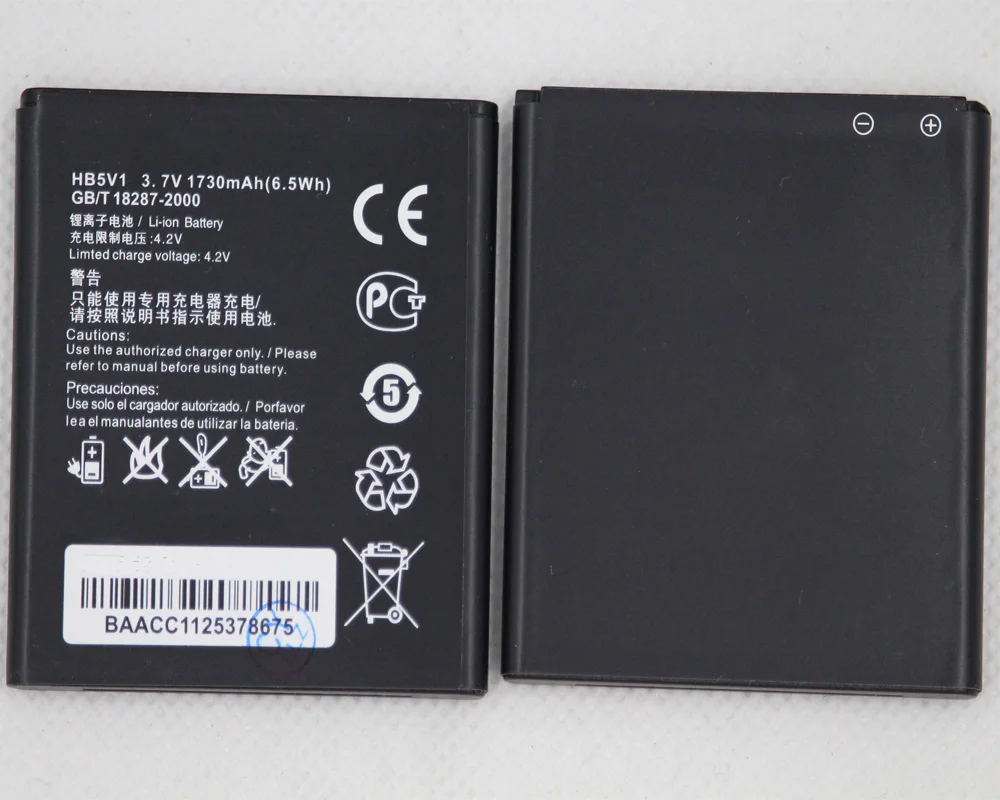 HB5V1 3.7V 1730mAh(6.5Wh)
GB/T 18287-2000
锂离子电池 / Li-ion Battery
充电限制电压:4.2V
Limted charge voltage: 4.2V
警告
只能使用专用充电器充电/
请按照说明书指示使用电池.
Cautions:
Use the authorized charger only. / Please
refer to manual before using battery.
Precauciones:
Use solo el cargador autorizado. / Porfavor
lea el manualantes de utilizar la bateria.
CE
PCT
5
BAACC1125378675